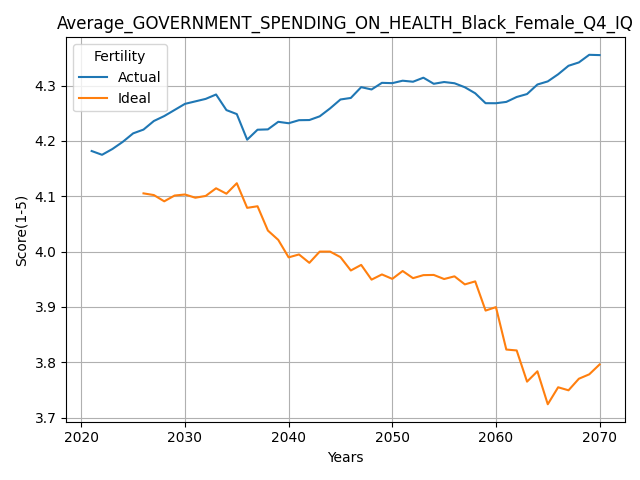 Average_GOVERNMENT_SPENDING_ON_HEALTH_Black_Female_Q4_IQ
Fertility
Actual
Ideal
Score(1-5)
4.3
4.2
4.1
4.0
3.9
3.8
3.7
2020 2030 2040 2050 2060 2070
Years